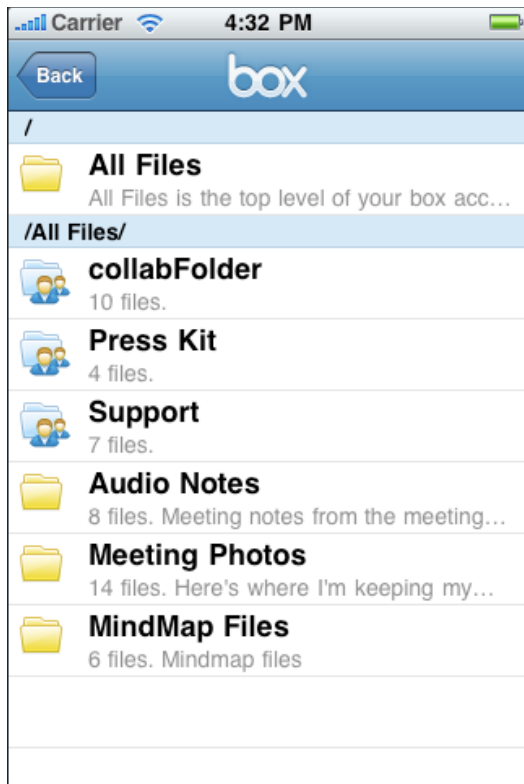 Carrier 4:32 PM
Back box
/
All Files
All Files is the top level of your box acc...
/All Files/
collabFolder
10 files.
Press Kit
4 files.
Support
7 files.
Audio Notes
8 files. Meeting notes from the meeting...
Meeting Photos
14 files. Here's where I'm keeping my...
MindMap Files
6 files. Mindmap files